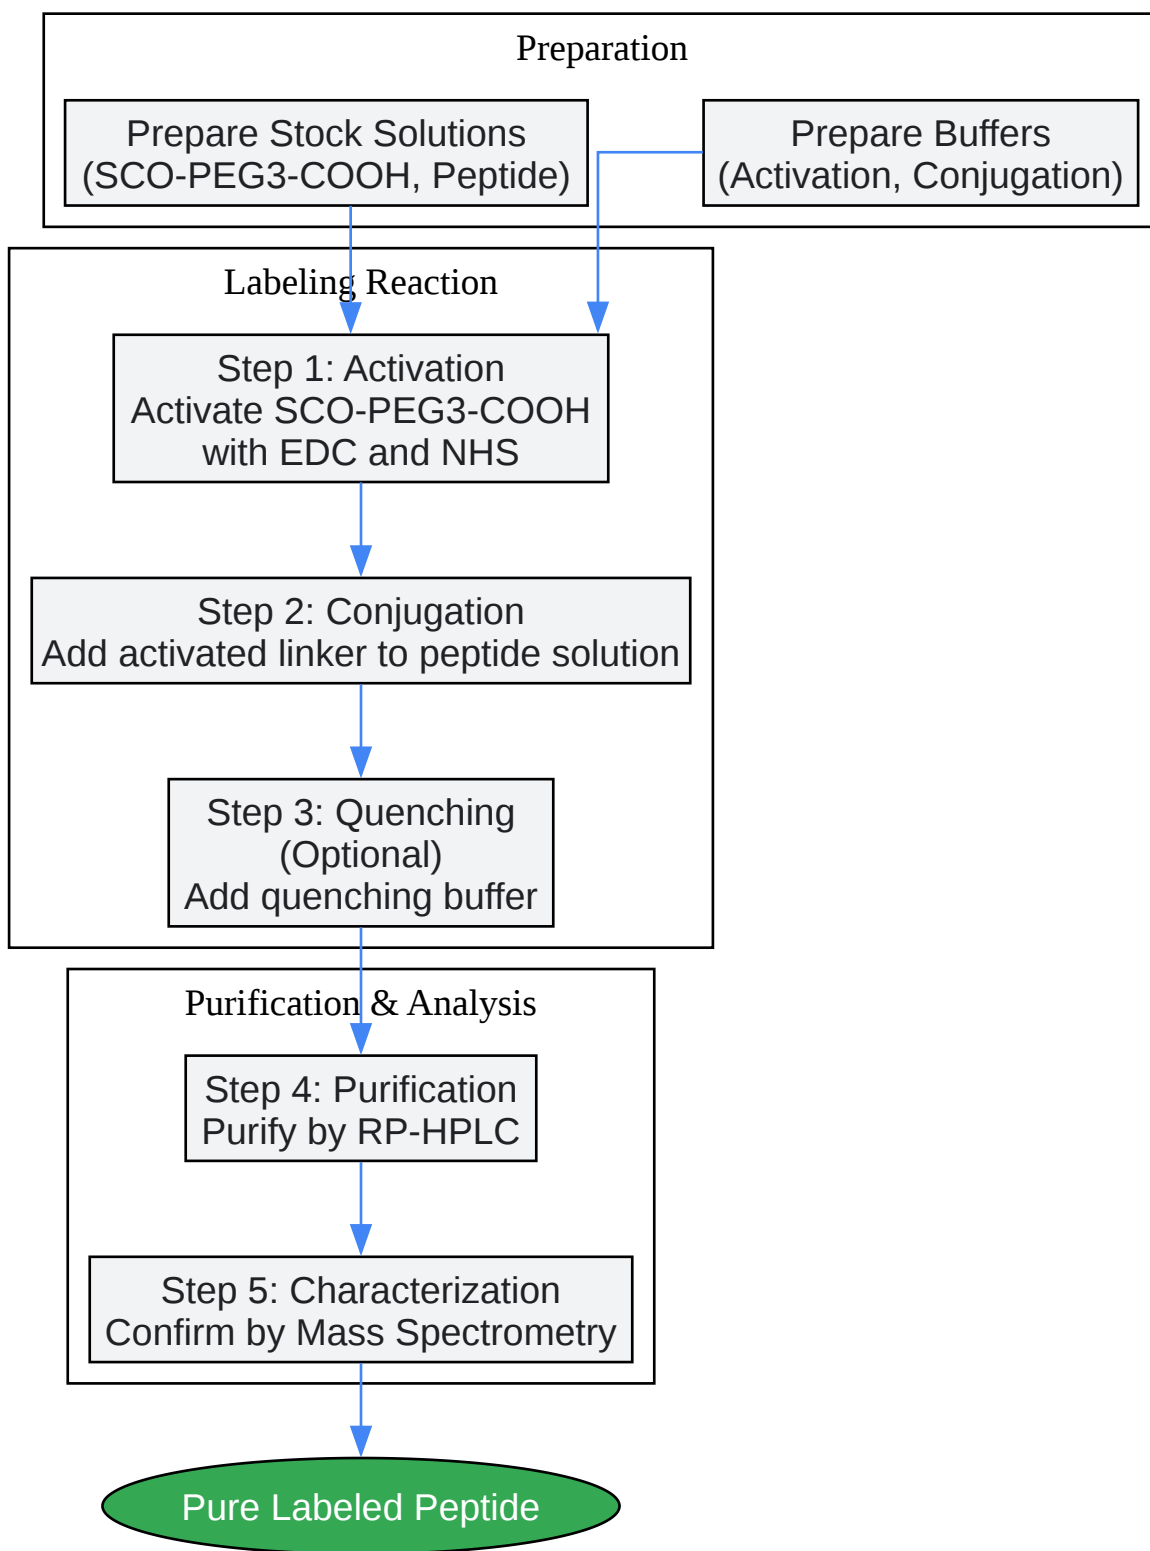 Preparation
Prepare Stock Solutions
(SCO-PEG3-COOH, Peptide)
Prepare Buffers
(Activation, Conjugation)
Labeling Reaction
Step 1: Activation
Activate SCO-PEG3-COOH
with EDC and NHS
Step 2: Conjugation
Add activated linker to peptide solution
Step 3: Quenching
(Optional)
Add quenching buffer
Purification & Analysis
Step 4: Purification
Purify by RP-HPLC
Step 5: Characterization
Confirm by Mass Spectrometry
Pure Labeled Peptide